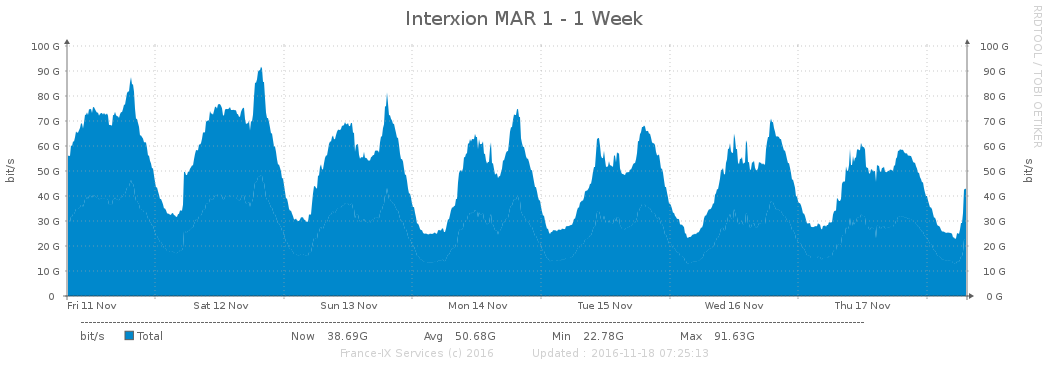 Interxion MAR 1 - 1 Week
RRDTOOL / TOBI OETIKER
100 G 100 G
90 G 90 G
80 G 80 G
70 G 70 G
60 G 60 G
50 G 50 G
40 G 40 G
30 G 30 G
20 G 20 G
10 G 10 G
0 0 G
bit/s bit/s
Fri 11 Nov Sat 12 Nov Sun 13 Nov Mon 14 Nov Tue 15 Nov Wed 16 Nov Thu 17 Nov
bit/s Total Now 38.69G Avg 50.68G Min 22.78G Max 91.63G
France-IX Services (c) 2016 Updated : 2016-11-18 07:25:13